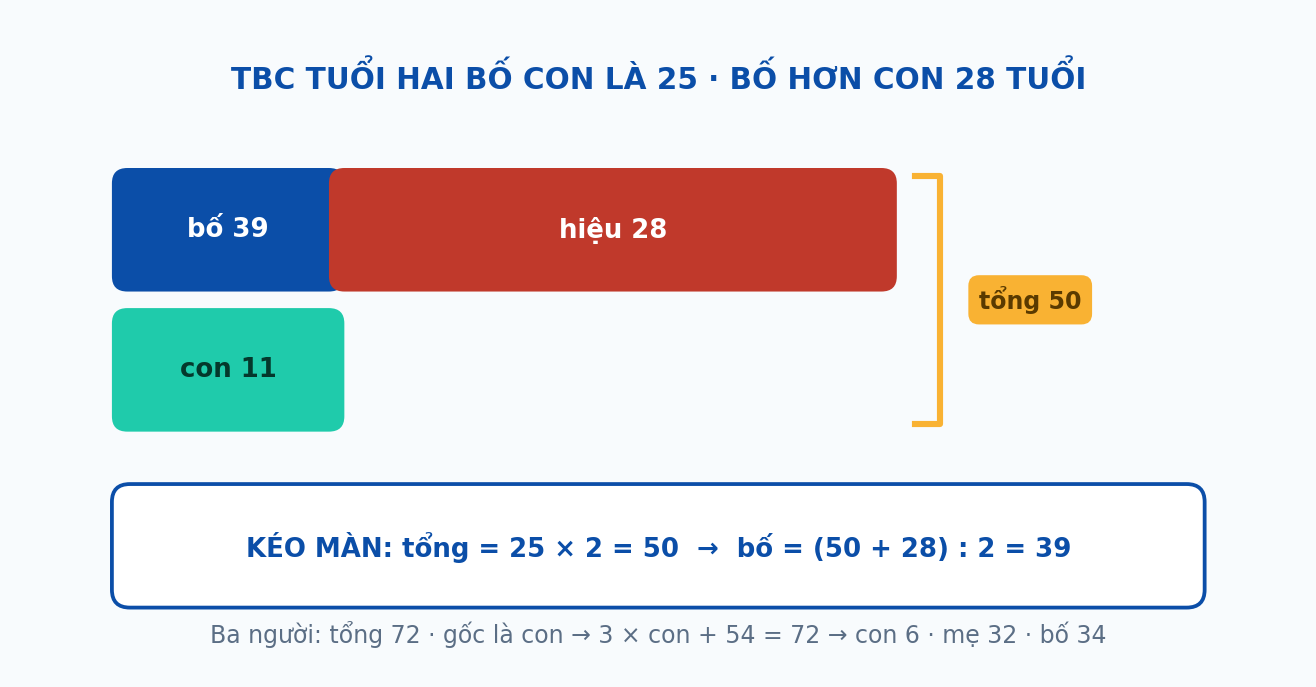 TBC TUỔI HAI BỐ CON LÀ 25 · BỐ HƠN CON 28 TUỔI
bố 39
hiệu 28
tổng 50
con 11
KÉO MÀN: tổng = 25 × 2 = 50 → bố = (50 + 28) : 2 = 39
Ba người: tổng 72 · gốc là con → 3 × con + 54 = 72 → con 6 · mẹ 32 · bố 34